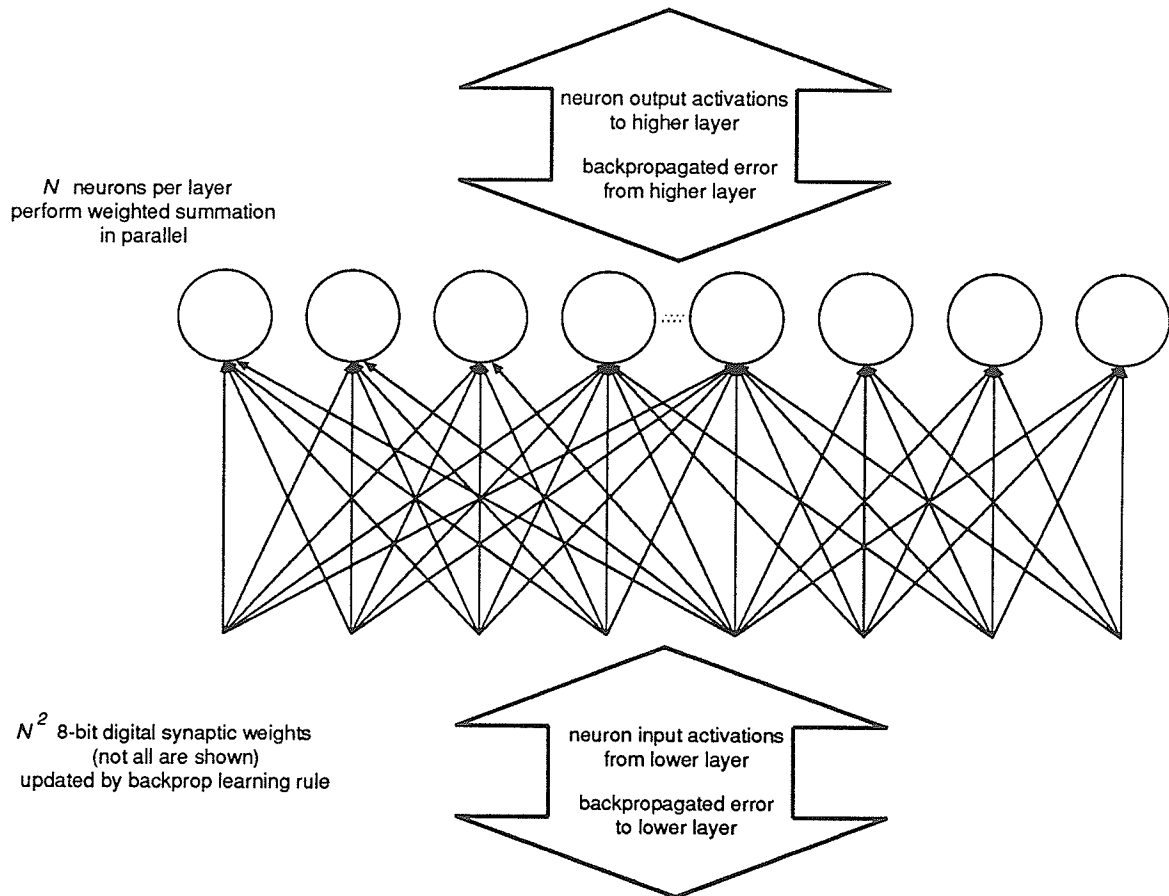 neuron output activations
to higher layer
backpropagated error
from higher layer
N neurons per layer
perform weighted summation
in parallel
N² 8-bit digital synaptic weights
(not all are shown)
updated by backprop learning rule
neuron input activations
from lower layer
backpropagated error
to lower layer